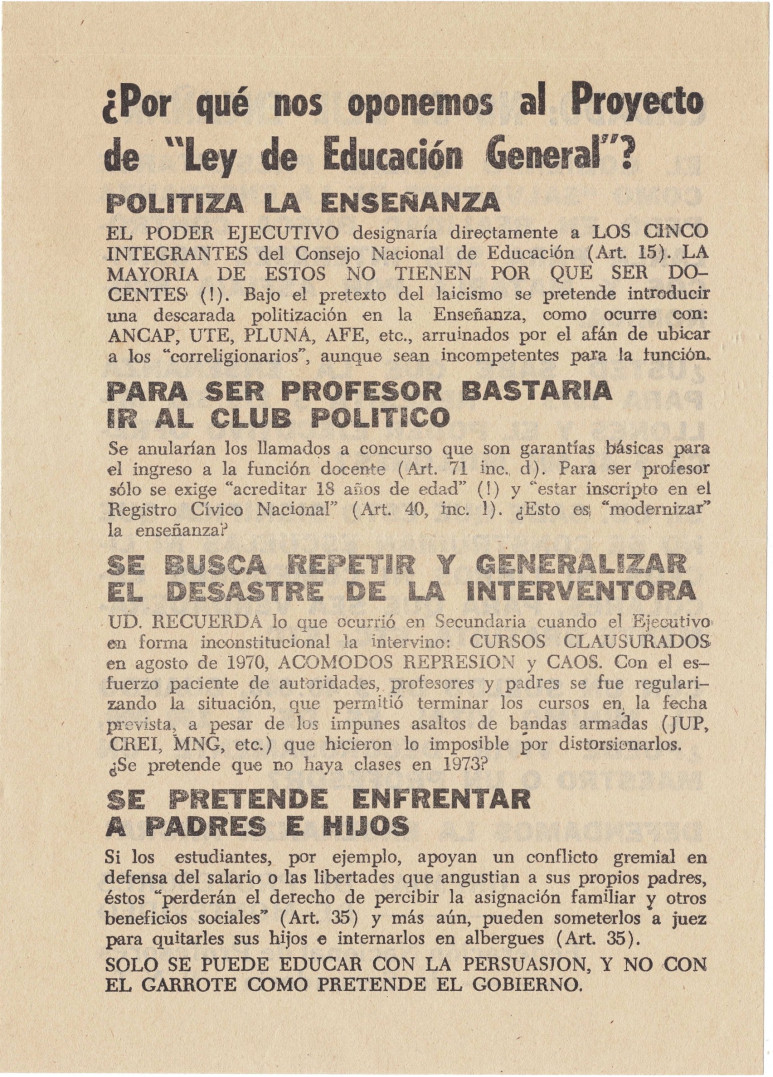 ¿Por qué nos oponemos al Proyecto
de "Ley de Educación General"?
POLITIZA LA ENSEÑANZA
EL PODER EJECUTIVO designaría directamente a LOS CINCO
INTEGRANTES del Consejo Nacional de Educación (Art. 15). LA
MAYORIA DE ESTOS NO TIENEN POR QUE SER DO-
CENTES (!). Bajo el pretexto del laicismo se pretende introducir
una descarada politización en la Enseñanza, como ocurre con:
ANCAP, UTE, PLUNA, AFE, etc., arruinados por el afán de ubicar
a los "correligionarios", aunque sean incompetentes para la función.
PARA SER PROFESOR BASTARIA
IR AL CLUB POLITICO
Se anularían los llamados a concurso que son garantías básicas para
el ingreso a la función docente (Art. 71 inc. d). Para ser profesor
sólo se exige "acreditar 18 años de edad" (!) y "estar inscripto en el
Registro Cívico Nacional" (Art. 40, inc. 1). ¿Esto es "modernizar"
la enseñanza?
SE BUSCA REPETIR Y GENERALIZAR
EL DESASTRE DE LA INTERVENTORA
UD. RECUERDA lo que ocurrió en Secundaria cuando el Ejecutivo
en forma inconstitucional la intervino: CURSOS CLAUSURADOS
en agosto de 1970, ACOMODOS REPRESION y CAOS. Con el es-
fuerzo paciente de autoridades, profesores y padres se fue regulari-
zando la situación, que permitió terminar los cursos en la fecha
prevista, a pesar de los impunes asaltos de bandas armadas (JUP,
CREI, MNG, etc.) que hicieron lo imposible por distorsionarlos.
¿Se pretende que no haya clases en 1973?
SE PRETENDE ENFRENTAR
A PADRES E HIJOS
Si los estudiantes, por ejemplo, apoyan un conflicto gremial en
defensa del salario o las libertades que angustian a sus propios padres,
éstos "perderán el derecho de percibir la asignación familiar y otros
beneficios sociales" (Art. 35) y más aún, pueden someterlos a juez
para quitarles sus hijos e internarlos en albergues (Art. 35).
SOLO SE PUEDE EDUCAR CON LA PERSUASION, Y NO CON
EL GARROTE COMO PRETENDE EL GOBIERNO.